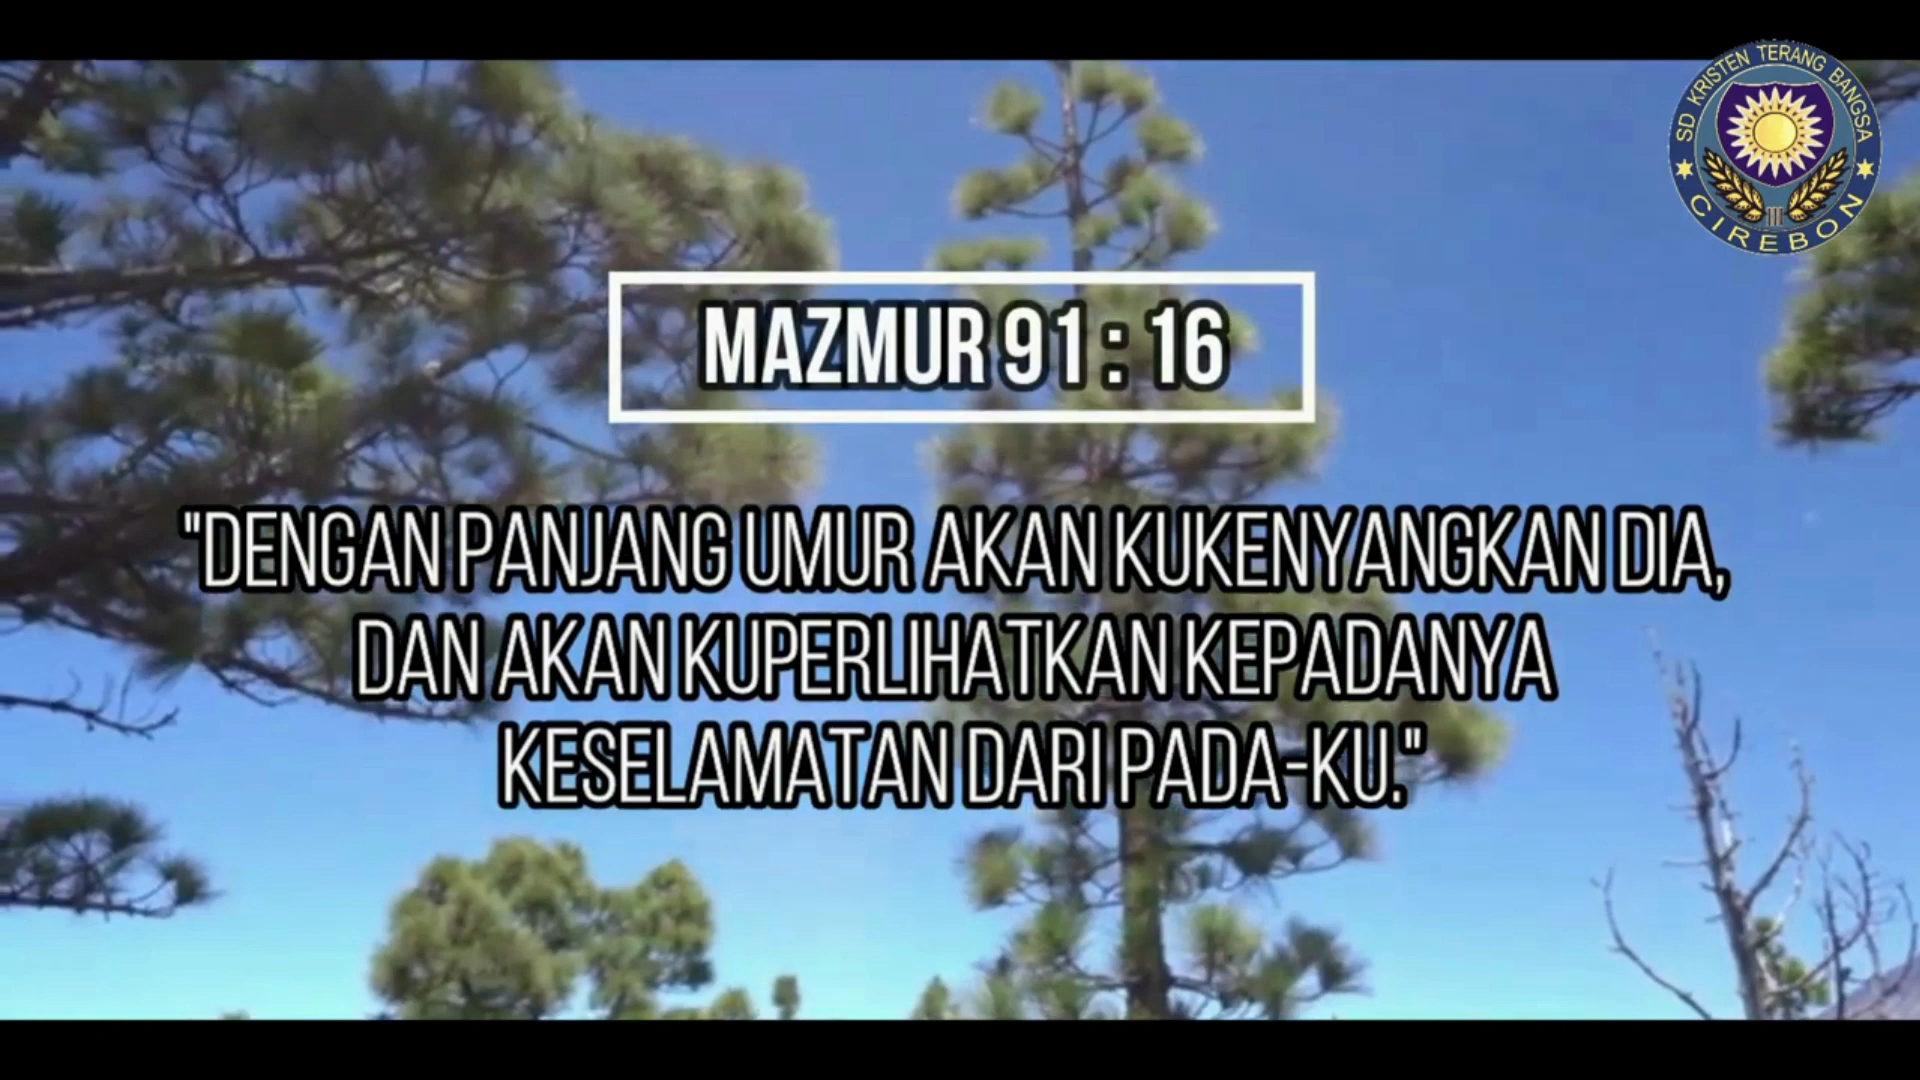 SD KRISTEN TERANG BANGSA
CIREBON
MAZMUR 91 : 16
"DENGAN PANJANG UMUR AKAN KUKENYANGKAN DIA,
DAN AKAN KUPERLIHATKAN KEPADANYA
KESELAMATAN DARI PADA-KU."